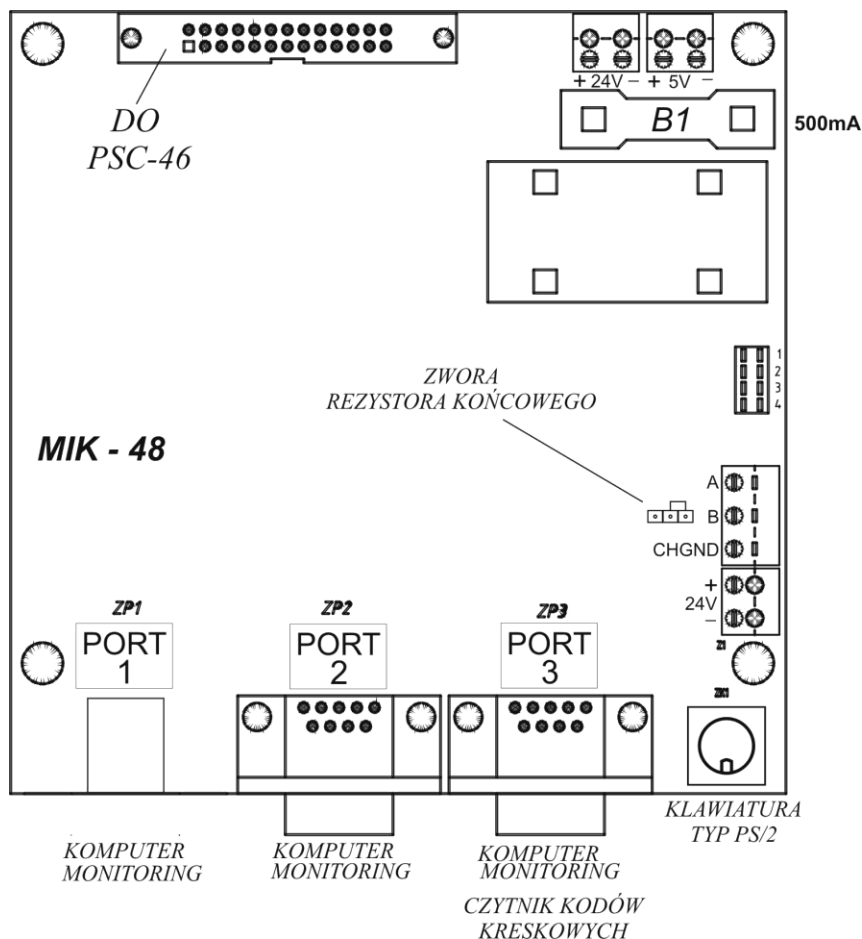 + 24V − + 5V −
B1
500mA
DO
PSC-46
1
2
3
4
ZWORA
REZYSTORA KOŃCOWEGO
MIK - 48
A
B
CHGND
+
24V
−
ZP1
PORT
1
ZP2
PORT
2
ZP3
PORT
3
Z1
ZK1
KLAWIATURA
TYP PS/2
KOMPUTER
MONITORING
KOMPUTER
MONITORING
KOMPUTER
MONITORING
CZYTNIK KODÓW
KRESKOWYCH